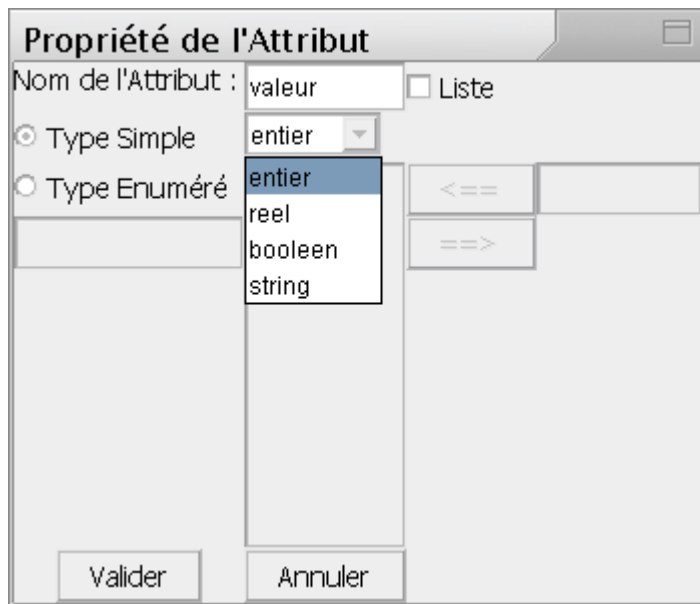 Propriété de l'Attribut
Nom de l'Attribut : valeur Liste
Type Simple entier
Type Enuméré entier <==
reel
==>
booleen
string
Valider Annuler